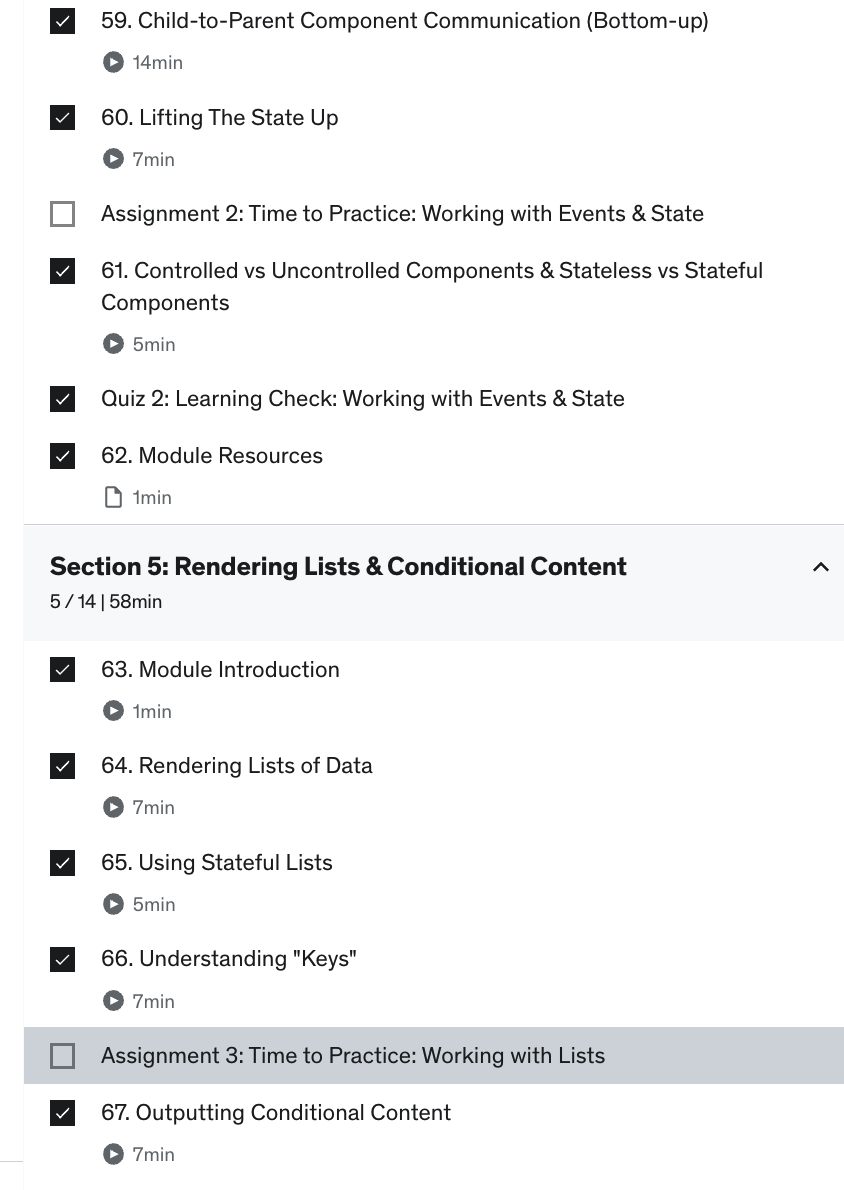 59. Child-to-Parent Component Communication (Bottom-up)
14min
60. Lifting The State Up
7min
Assignment 2: Time to Practice: Working with Events & State
61. Controlled vs Uncontrolled Components & Stateless vs Stateful
Components
5min
Quiz 2: Learning Check: Working with Events & State
62. Module Resources
1min
Section 5: Rendering Lists & Conditional Content
5 / 14 | 58min
63. Module Introduction
1min
64. Rendering Lists of Data
7min
65. Using Stateful Lists
5min
66. Understanding "Keys"
7min
Assignment 3: Time to Practice: Working with Lists
67. Outputting Conditional Content
7min